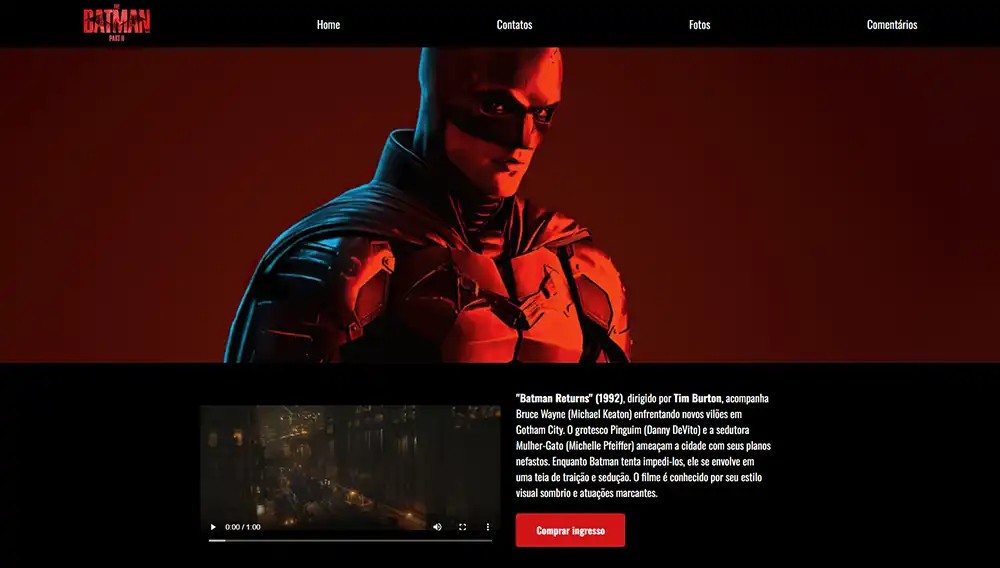 THE
BATMAN
PART II
Home
Contatos
Fotos
Comentários
"Batman Returns" (1992), dirigido por Tim Burton, acompanha
Bruce Wayne (Michael Keaton) enfrentando novos vilões em
Gotham City. O grotesco Pinguim (Danny DeVito) e a sedutora
Mulher-Gato (Michelle Pfeiffer) ameaçam a cidade com seus planos
nefastos. Enquanto Batman tenta impedi-los, ele se envolve em
uma teia de traição e sedução. O filme é conhecido por seu estilo
visual sombrio e atuações marcantes.
0:00 / 1:00
Comprar ingresso